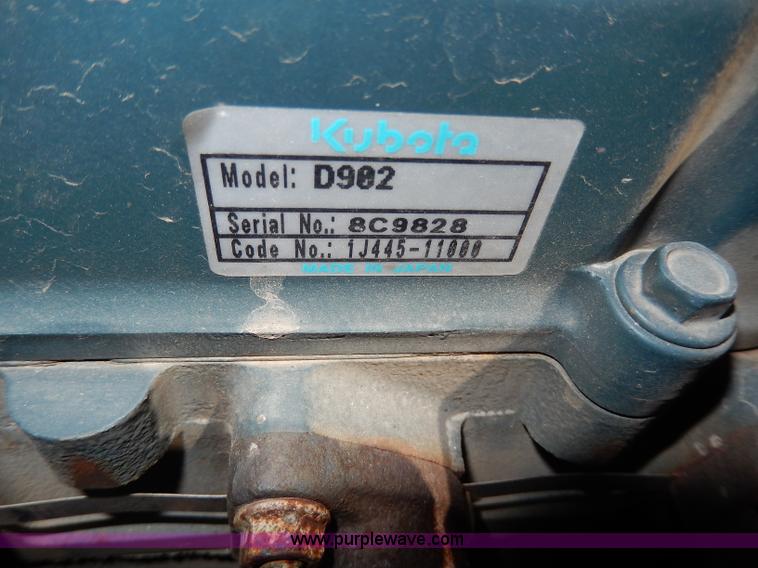 Kubota
Model: D902
Serial No.: 8C9828
Code No.: 1J445-11000
MADE IN JAPAN
www.purplewave.com